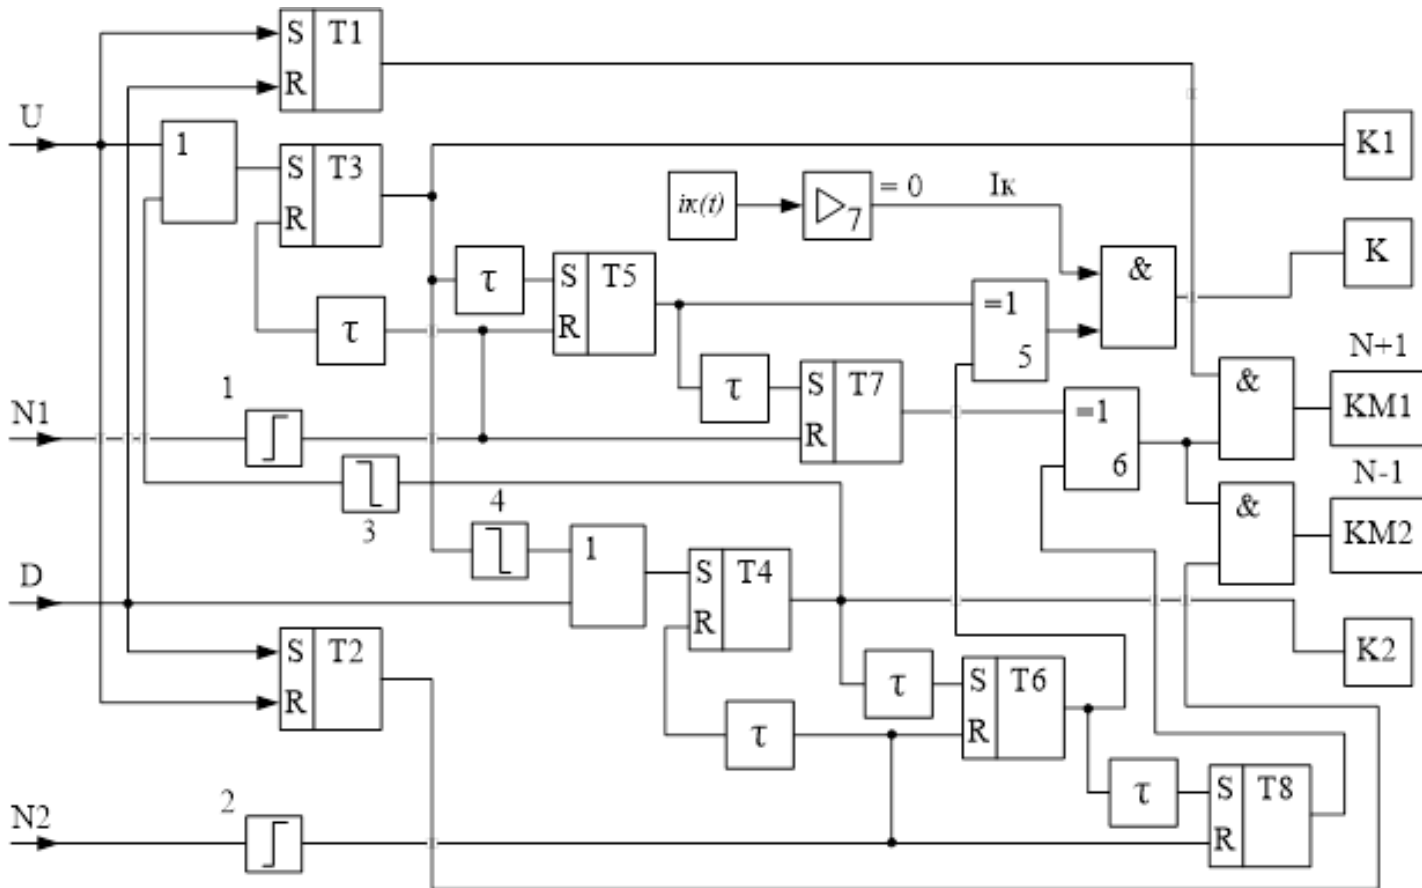 S T1
R
U
1
S T3
R
K1
iк(t)
7
= 0
Iк
K
&
τ
S T5
R
τ
=1
5
N+1
1
τ
S T7
R
=1
6
&
KM1
N1
N-1
3
4
&
KM2
D
1
S T4
R
S T2
R
K2
τ
S T6
R
τ
τ
S T8
R
N2
2